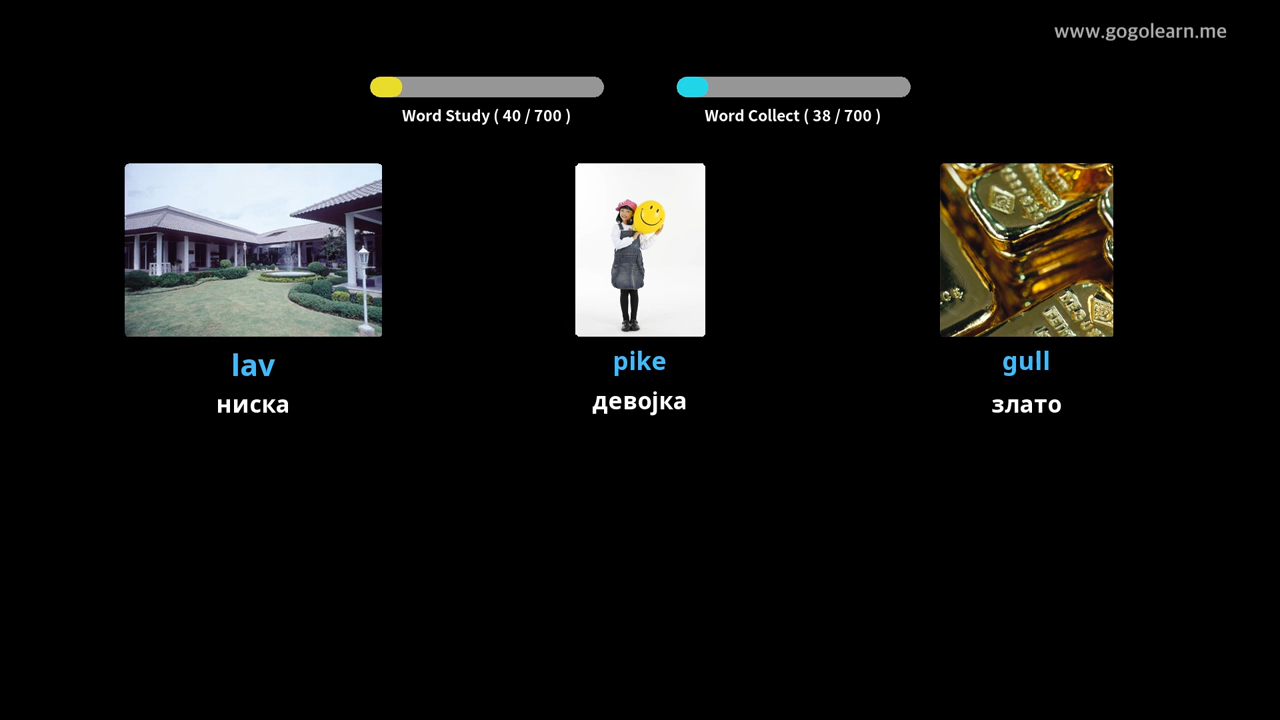 www.gogolearn.me
Word Study ( 40 / 700 )
Word Collect ( 38 / 700 )
lav
pike
gull
ниска
девојка
злато